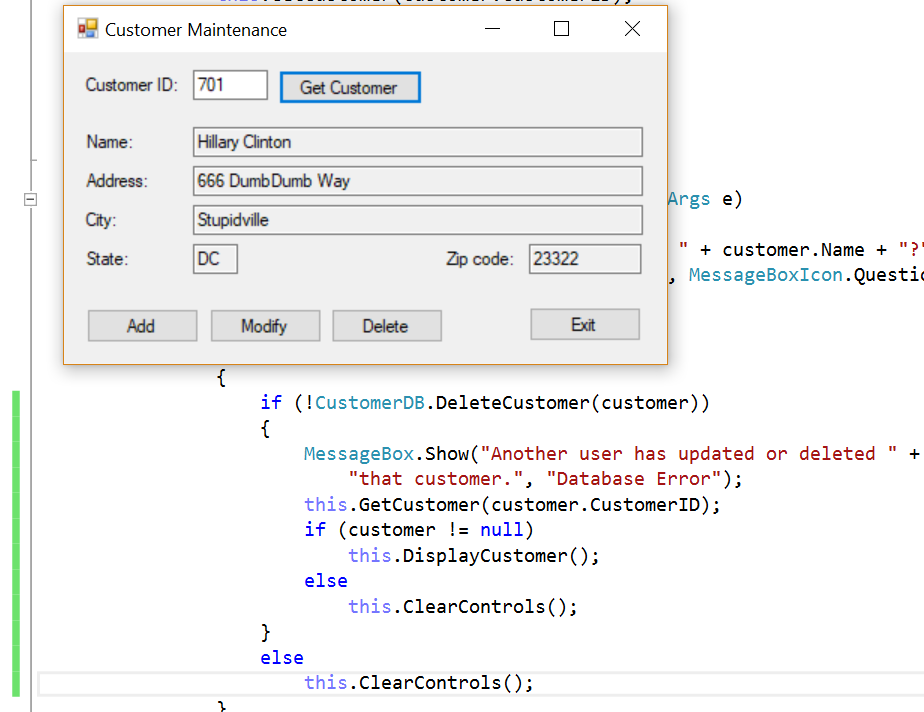 Customer Maintenance
Customer ID: 701 Get Customer
Name: Hillary Clinton
Address: 666 DumbDumb Way
City: Stupidville
State: DC Zip code: 23322
Add Modify Delete Exit
Args e)
" + customer.Name + "?"
, MessageBoxIcon.Questio
{
if (!CustomerDB.DeleteCustomer(customer))
{
MessageBox.Show("Another user has updated or deleted " +
"that customer.", "Database Error");
this.GetCustomer(customer.CustomerID);
if (customer != null)
this.DisplayCustomer();
else
this.ClearControls();
}
else
this.ClearControls();
}